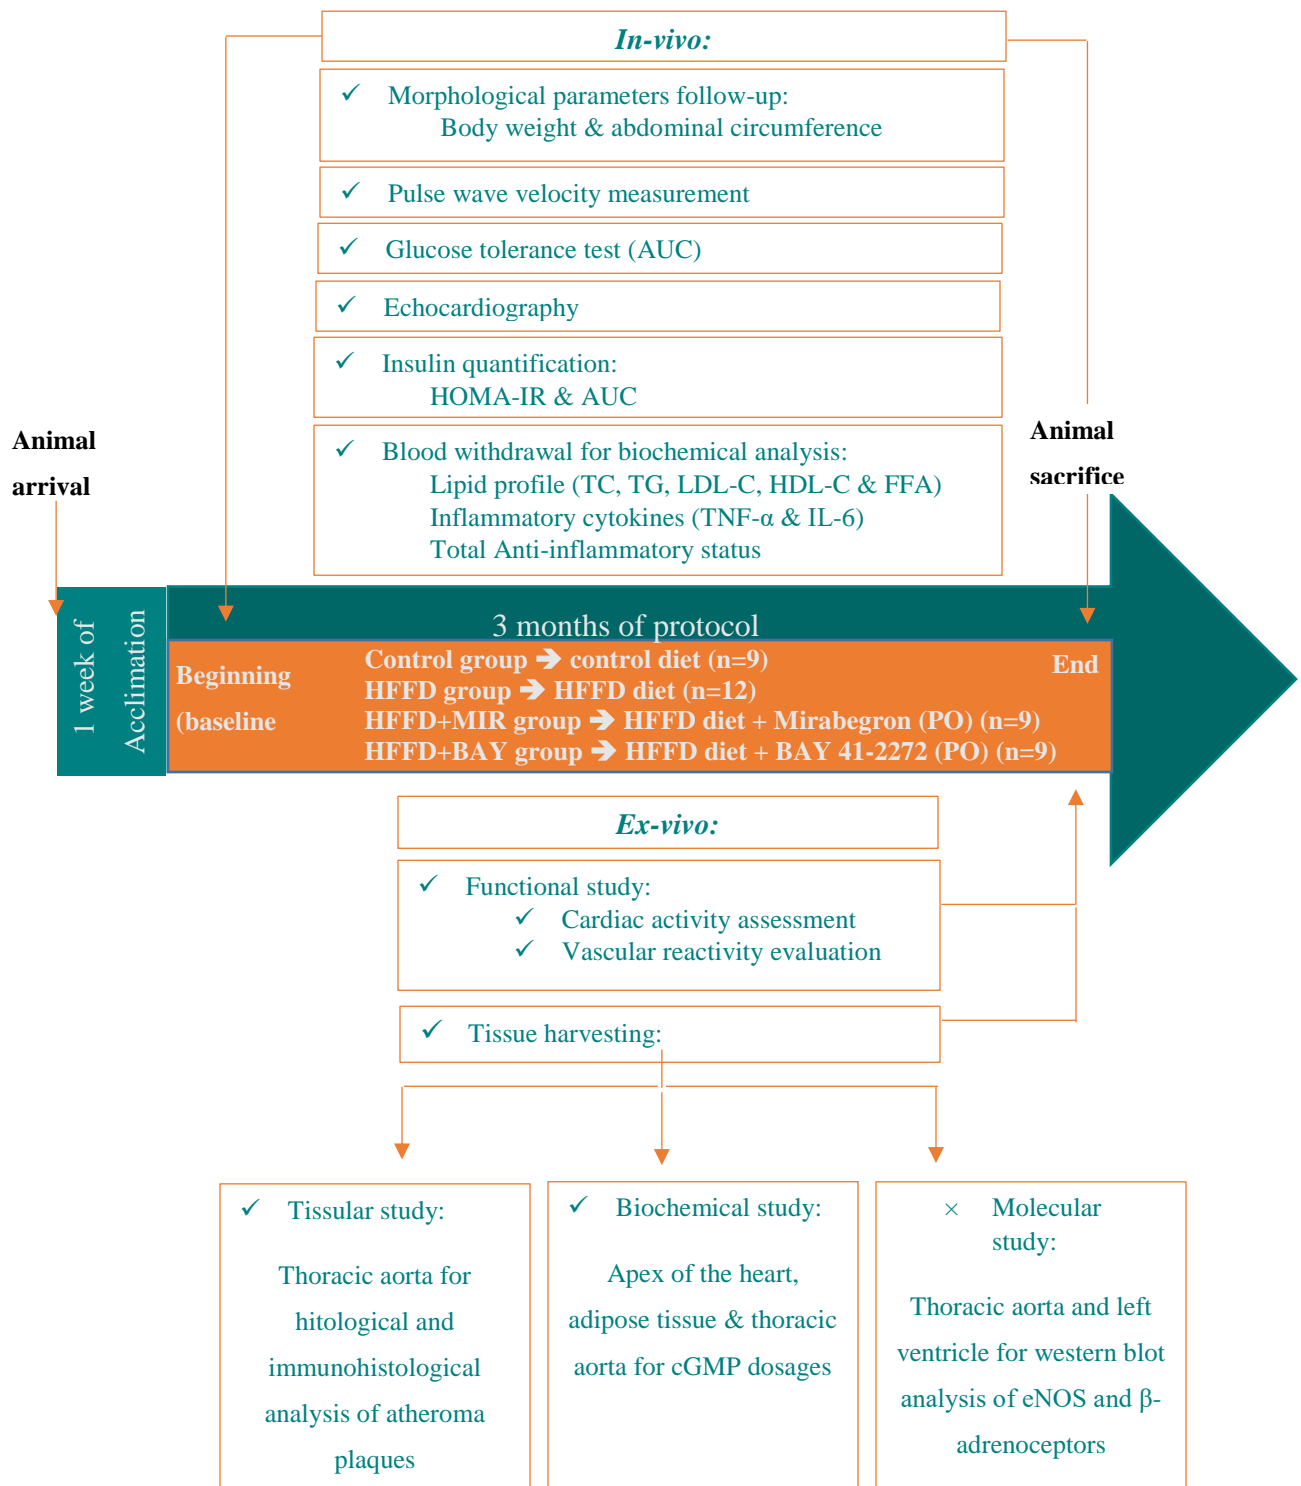 In-vivo:
✓ Morphological parameters follow-up:
Body weight & abdominal circumference
✓ Pulse wave velocity measurement
✓ Glucose tolerance test (AUC)
✓ Echocardiography
✓ Insulin quantification:
HOMA-IR & AUC
✓ Blood withdrawal for biochemical analysis:
Lipid profile (TC, TG, LDL-C, HDL-C & FFA)
Inflammatory cytokines (TNF-α & IL-6)
Total Anti-inflammatory status
Animal
arrival
Animal
sacrifice
1 week of
Acclimation
3 months of protocol
Beginning
(baseline
Control group ➔ control diet (n=9)
HFFD group ➔ HFFD diet (n=12)
HFFD+MIR group ➔ HFFD diet + Mirabegron (PO) (n=9)
HFFD+BAY group ➔ HFFD diet + BAY 41-2272 (PO) (n=9)
End
Ex-vivo:
✓ Functional study:
✓ Cardiac activity assessment
✓ Vascular reactivity evaluation
✓ Tissue harvesting:
✓ Tissular study:
Thoracic aorta for
hitological and
immunohistological
analysis of atheroma
plaques
✓ Biochemical study:
Apex of the heart,
adipose tissue & thoracic
aorta for cGMP dosages
× Molecular
study:
Thoracic aorta and left
ventricle for western blot
analysis of eNOS and β-
adrenoceptors